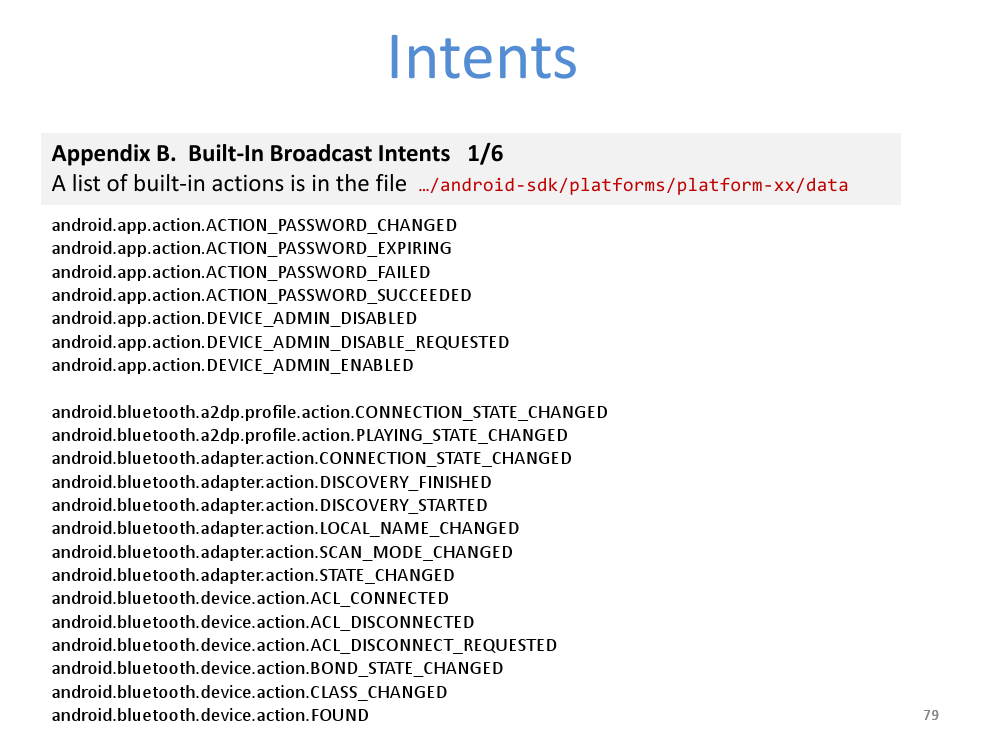 Intents
Appendix B. Built-In Broadcast Intents 1/6
A list of built-in actions is in the file …/android-sdk/platforms/platform-xx/data
android.app.action.ACTION_PASSWORD_CHANGED
android.app.action.ACTION_PASSWORD_EXPIRING
android.app.action.ACTION_PASSWORD_FAILED
android.app.action.ACTION_PASSWORD_SUCCEEDED
android.app.action.DEVICE_ADMIN_DISABLED
android.app.action.DEVICE_ADMIN_DISABLE_REQUESTED
android.app.action.DEVICE_ADMIN_ENABLED
android.bluetooth.a2dp.profile.action.CONNECTION_STATE_CHANGED
android.bluetooth.a2dp.profile.action.PLAYING_STATE_CHANGED
android.bluetooth.adapter.action.CONNECTION_STATE_CHANGED
android.bluetooth.adapter.action.DISCOVERY_FINISHED
android.bluetooth.adapter.action.DISCOVERY_STARTED
android.bluetooth.adapter.action.LOCAL_NAME_CHANGED
android.bluetooth.adapter.action.SCAN_MODE_CHANGED
android.bluetooth.adapter.action.STATE_CHANGED
android.bluetooth.device.action.ACL_CONNECTED
android.bluetooth.device.action.ACL_DISCONNECTED
android.bluetooth.device.action.ACL_DISCONNECT_REQUESTED
android.bluetooth.device.action.BOND_STATE_CHANGED
android.bluetooth.device.action.CLASS_CHANGED
android.bluetooth.device.action.FOUND
79